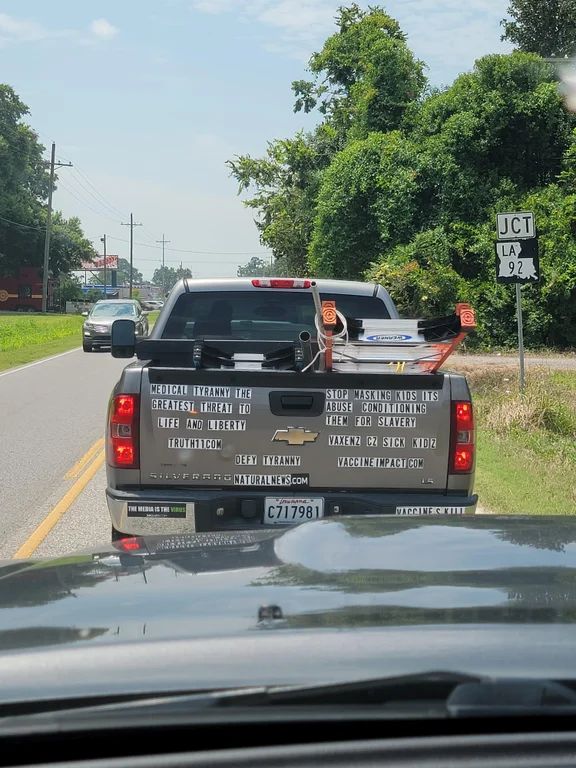 JCT
LA
92
WERNER
MEDICAL TYRANNY THE
GREATEST THREAT TO
LIFE AND LIBERTY
TRUTH11COM
STOP MASKING KIDS ITS
ABUSE CONDITIONING
THEM FOR SLAVERY
VAXENZ CZ SICK KIDZ
VACCINEIMPACT.COM
DEFY TYRANNY
SILVERADO
NATURALNEWS.COM
LS
THE MEDIA IS THE VIRUS
Louisiana
C717981
VACCINE'S KILL